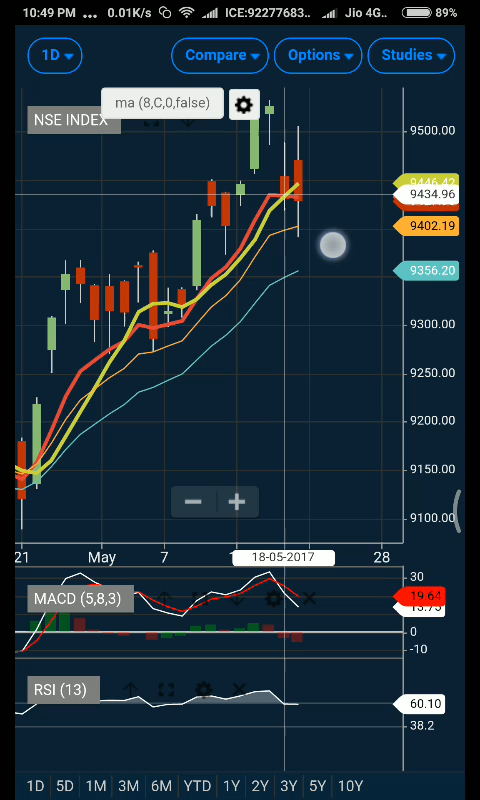 10:49 PM ... 0.01K/s ICE:92277683.. Jio 4G.. 89%
1D Compare Options Studies
ma (8,C,0,false)
NSE INDEX
9500.00
9446.42
9434.96
9402.19
9356.20
9300.00
9250.00
9200.00
9150.00
9100.00
21 May 7 18-05-2017 28
30
MACD (5,8,3)
19.64
0
-10
RSI (13)
60.10
38.2
1D 5D 1M 3M 6M YTD 1Y 2Y 3Y 5Y 10Y